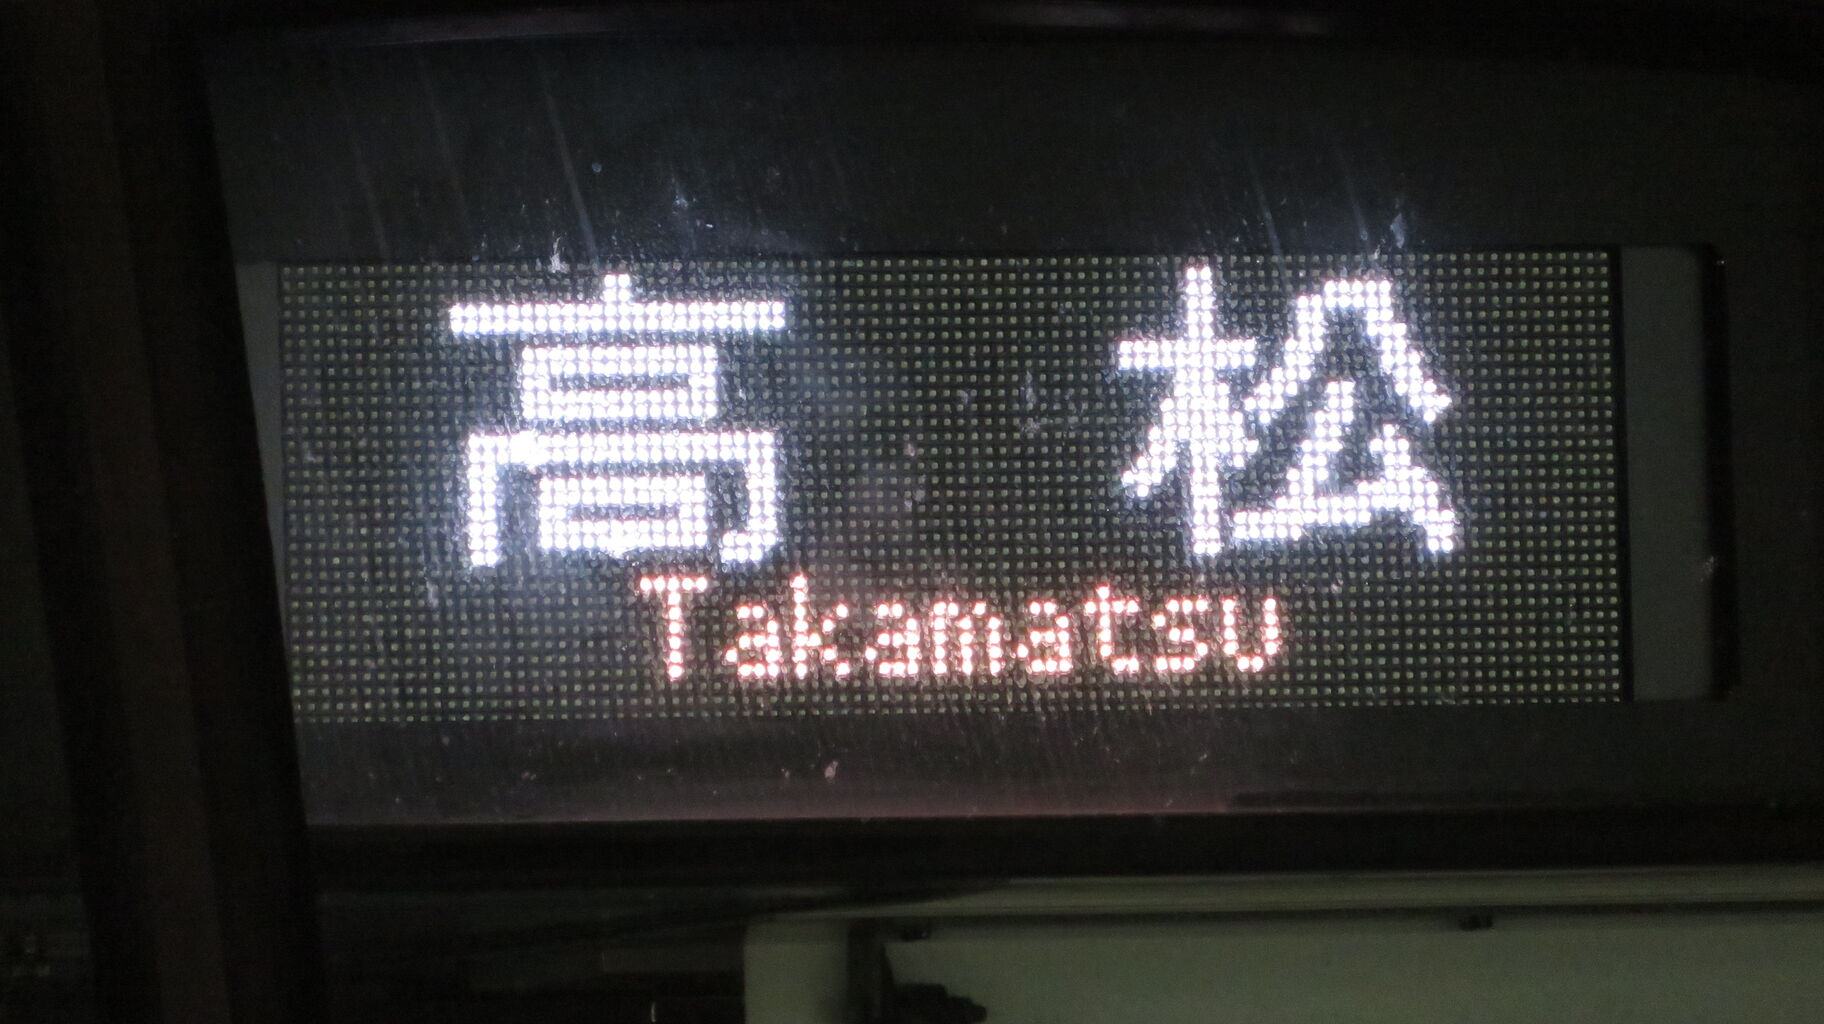 高 松
Takamatsu